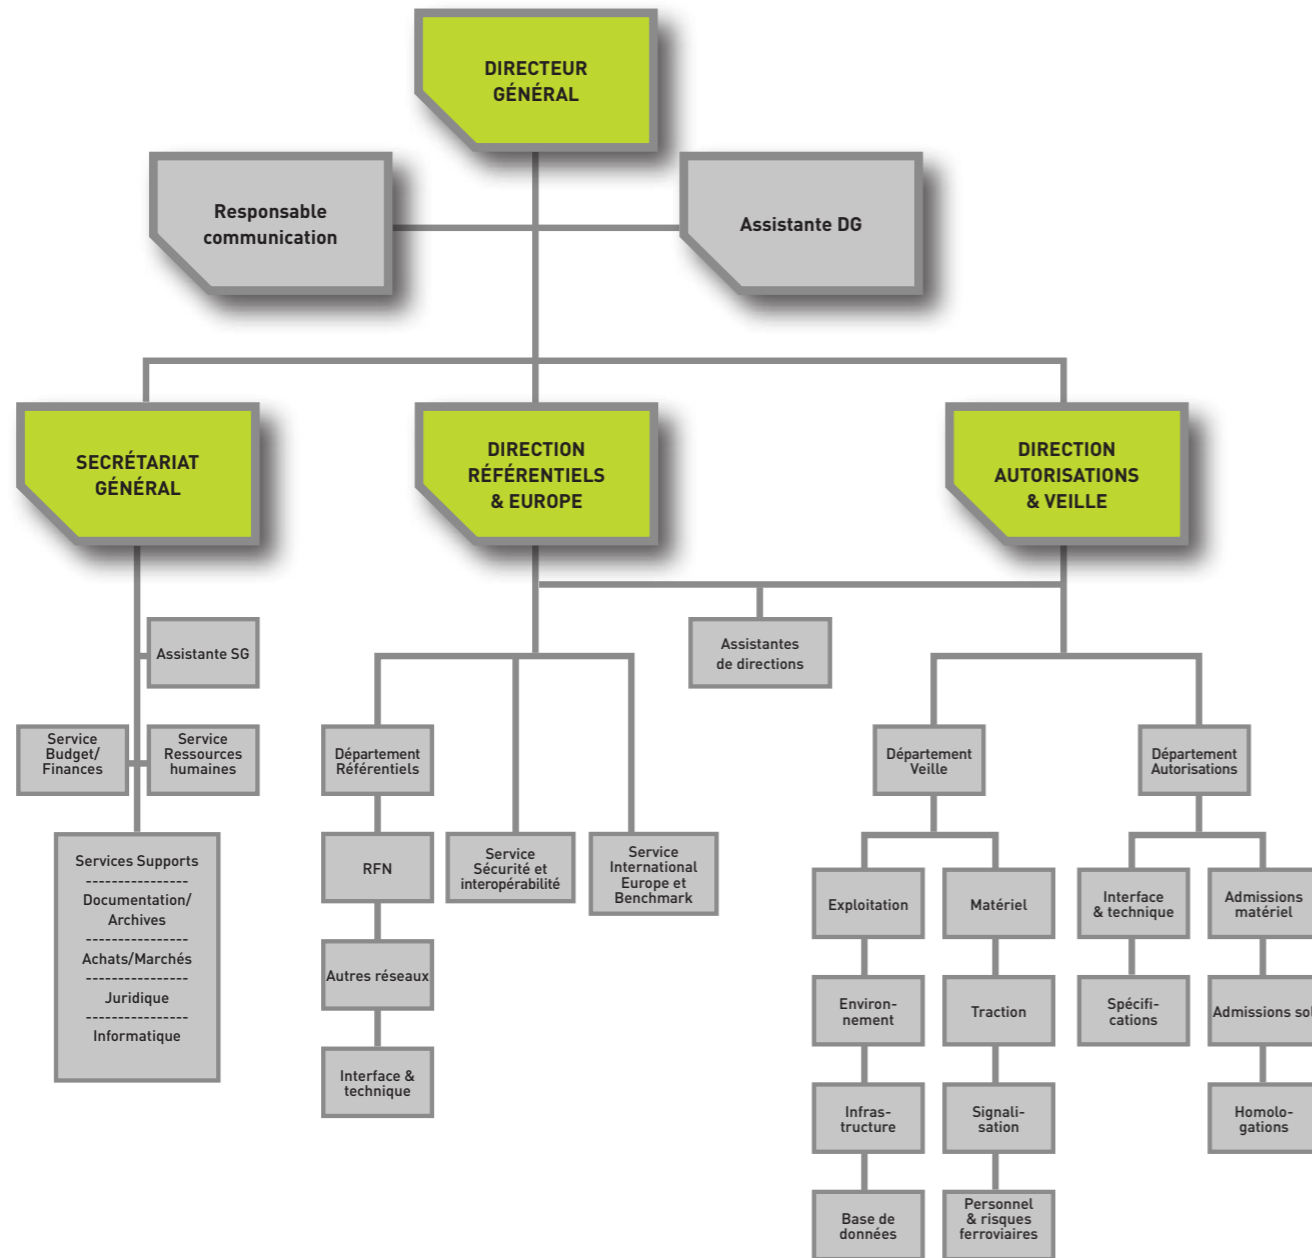 DIRECTEUR
GÉNÉRAL
Responsable
communication
Assistante DG
SECRÉTARIAT
GÉNÉRAL
DIRECTION
RÉFÉRENTIELS
& EUROPE
DIRECTION
AUTORISATIONS
& VEILLE
Assistante SG
Assistantes
de directions
Service
Budget/
Finances
Service
Ressources
humaines
Département
Référentiels
Département
Veille
Département
Autorisations
Services Supports
----------------
Documentation/
Archives
----------------
Achats/Marchés
----------------
Juridique
----------------
Informatique
RFN
Service
Sécurité et
interopérabilité
Service
International
Europe et
Benchmark
Autres réseaux
Interface &
technique
Exploitation
Matériel
Interface
& technique
Admissions
matériel
Environ-
nement
Traction
Spécifi-
cations
Admissions sol
Infras-
tructure
Signali-
sation
Homolo-
gations
Base de
données
Personnel
& risques
ferroviaires